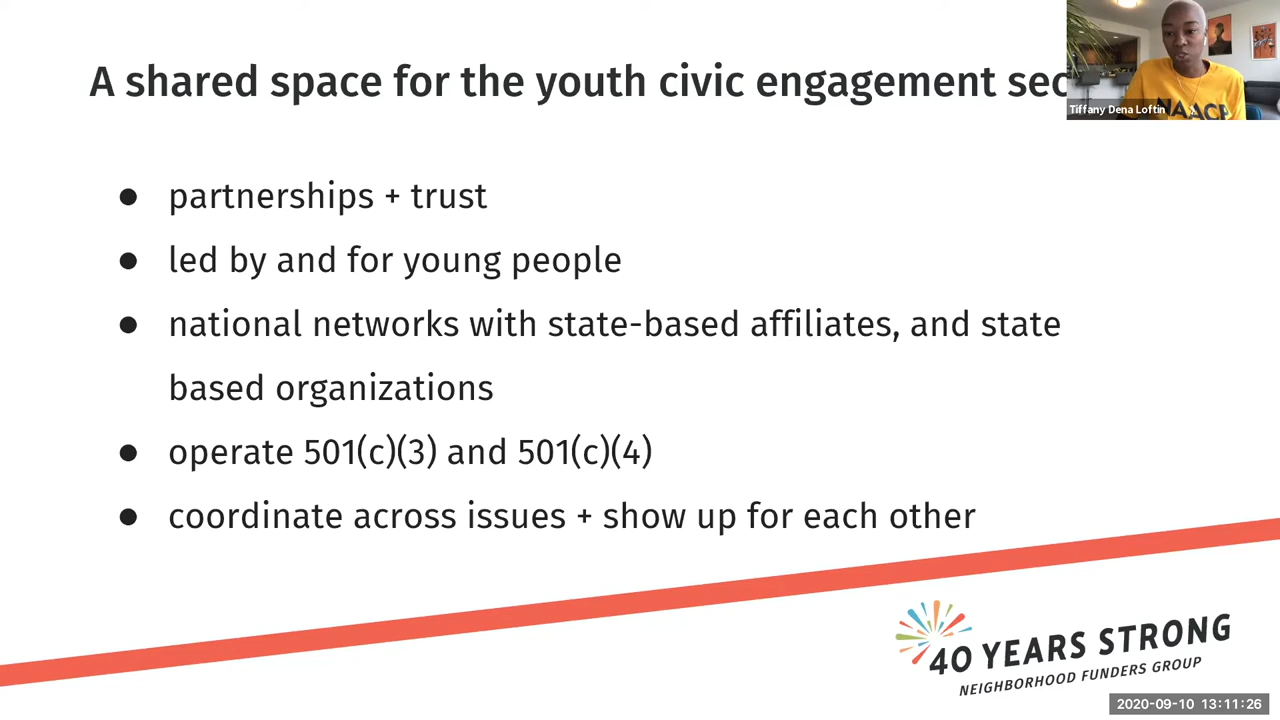 A shared space for the youth civic engagement sec
Tiffany Dena Loftin
NAACP
● partnerships + trust
● led by and for young people
● national networks with state-based affiliates, and state
based organizations
● operate 501(c)(3) and 501(c)(4)
● coordinate across issues + show up for each other
40 YEARS STRONG
NEIGHBORHOOD FUNDERS GROUP
2020-09-10 13:11:26